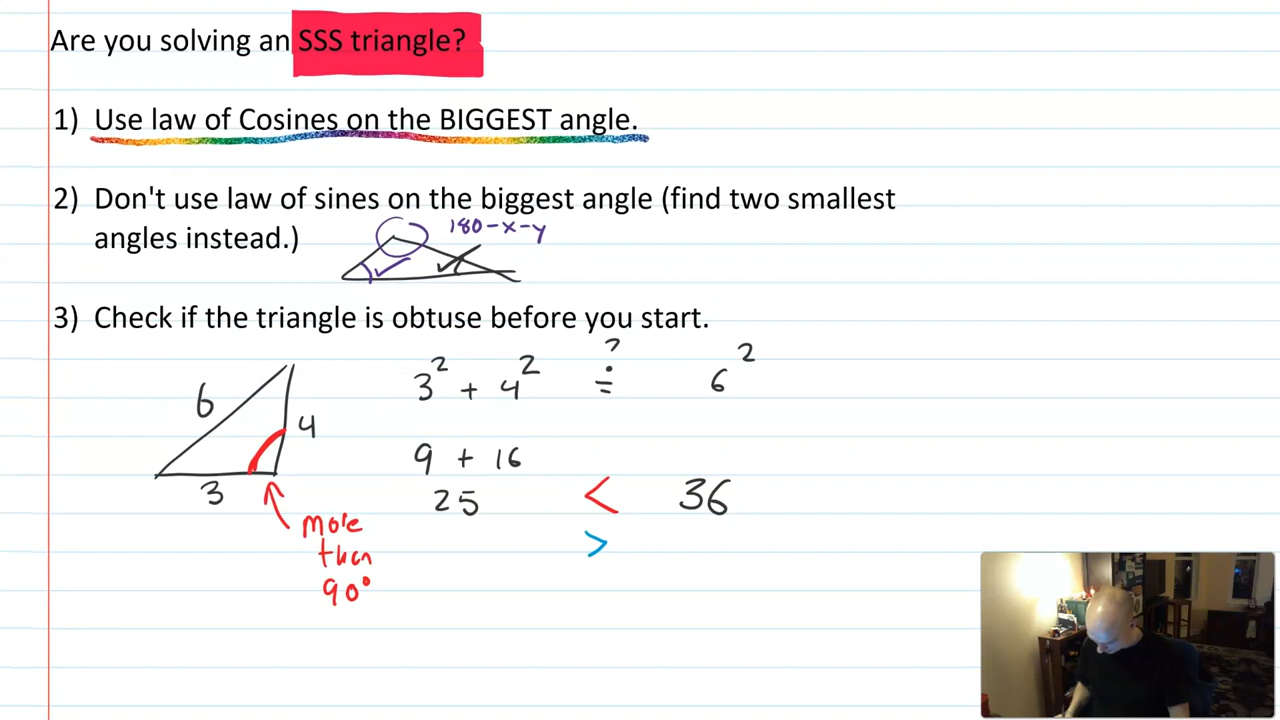 Are you solving an SSS triangle?
1) Use law of Cosines on the BIGGEST angle.
2) Don't use law of sines on the biggest angle (find two smallest
angles instead.)
180-x-y
3) Check if the triangle is obtuse before you start.
3² + 4² ≟ 6²
6
4
9 + 16
3
25 < 36
more
than
90°
>